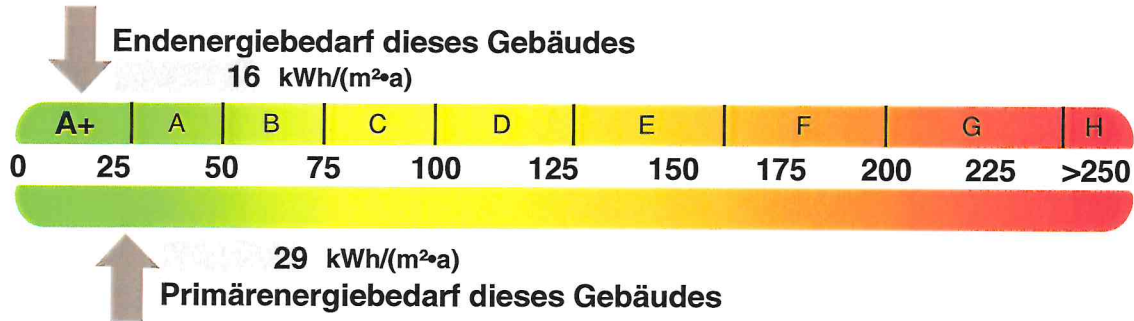 Endenergiebedarf dieses Gebäudes
16 kWh/(m²•a)
A+ A B C D E F G H
0 25 50 75 100 125 150 175 200 225 >250
29 kWh/(m²•a)
Primärenergiebedarf dieses Gebäudes